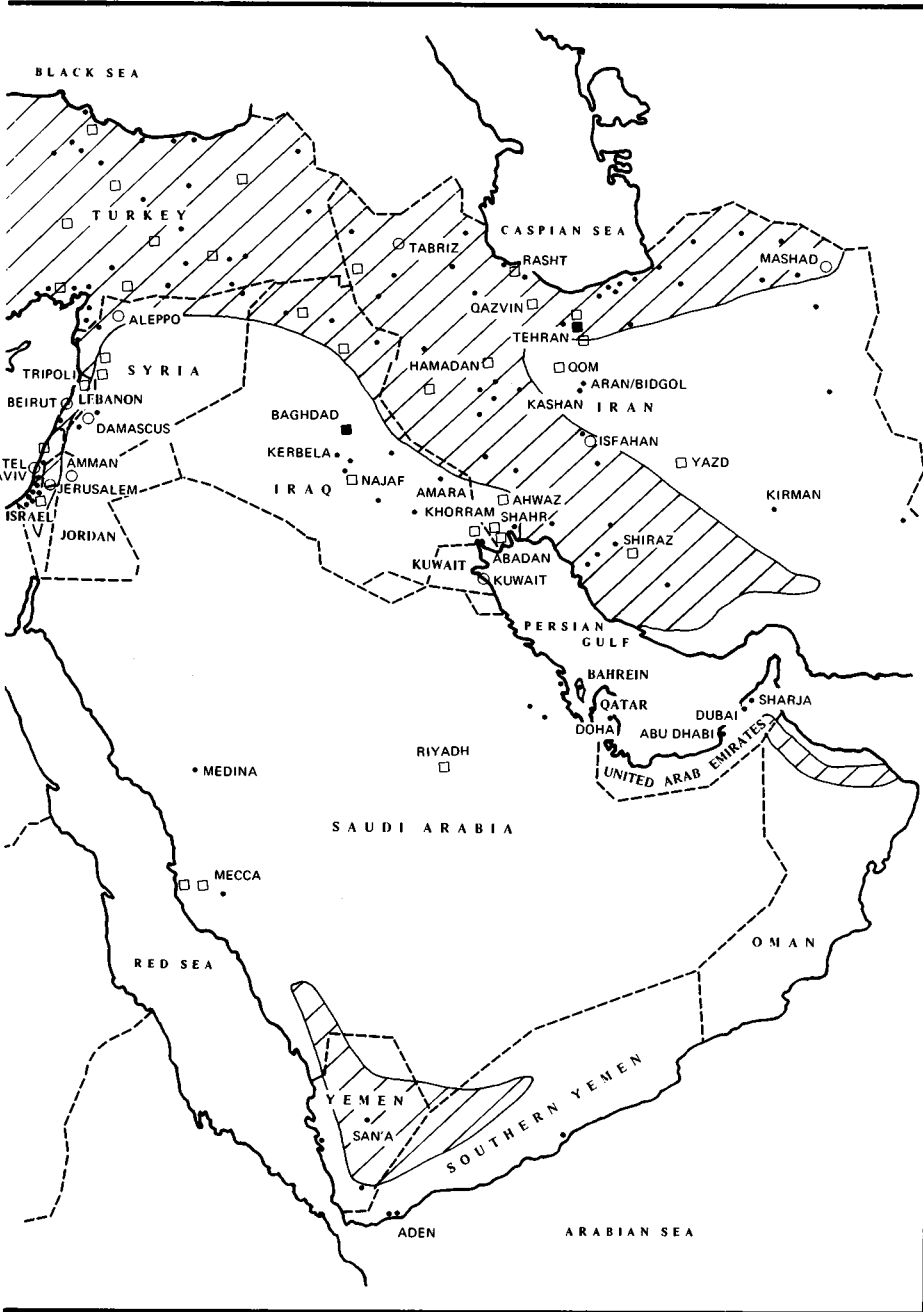 BLACK SEA
TURKEY
TABRIZ
CASPIAN SEA
RASHT
MASHAD
QAZVIN
TEHRAN
ALEPPO
HAMADAN
QOM
TRIPOLI
SYRIA
ARAN/BIDGOL
BEIRUT
LEBANON
KASHAN
IRAN
DAMASCUS
BAGHDAD
ISFAHAN
KERBELA
YAZD
TEL
AVIV
AMMAN
JERUSALEM
IRAQ
NAJAF
AMARA
AHWAZ
KIRMAN
ISRAEL
KHORRAM
SHAHR
JORDAN
SHIRAZ
KUWAIT
ABADAN
KUWAIT
PERSIAN
GULF
BAHREIN
QATAR
SHARJA
DUBAI
DOHA
ABU DHABI
UNITED ARAB EMIRATES
RIYADH
MEDINA
SAUDI ARABIA
MECCA
OMAN
RED SEA
YEMEN
SAN'A
SOUTHERN YEMEN
ADEN
ARABIAN SEA